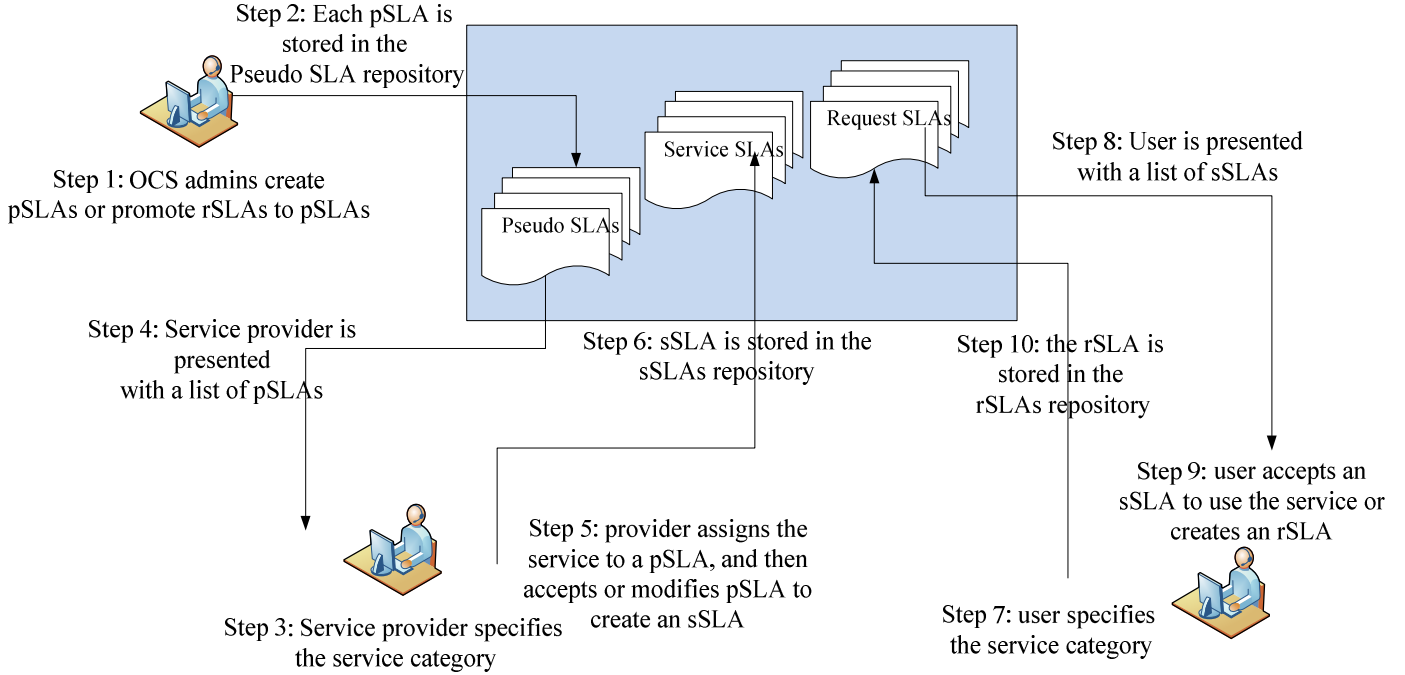 Step 2: Each pSLA is
stored in the
Pseudo SLA repository
Step 1: OCS admins create
pSLAs or promote rSLAs to pSLAs
Pseudo SLAs
Service SLAs
Request SLAs
Step 8: User is presented
with a list of sSLAs
Step 4: Service provider is
presented
with a list of pSLAs
Step 6: sSLA is stored in the
sSLAs repository
Step 10: the rSLA is
stored in the
rSLAs repository
Step 9: user accepts an
sSLA to use the service or
creates an rSLA
Step 5: provider assigns the
service to a pSLA, and then
accepts or modifies pSLA to
create an sSLA
Step 3: Service provider specifies
the service category
Step 7: user specifies
the service category